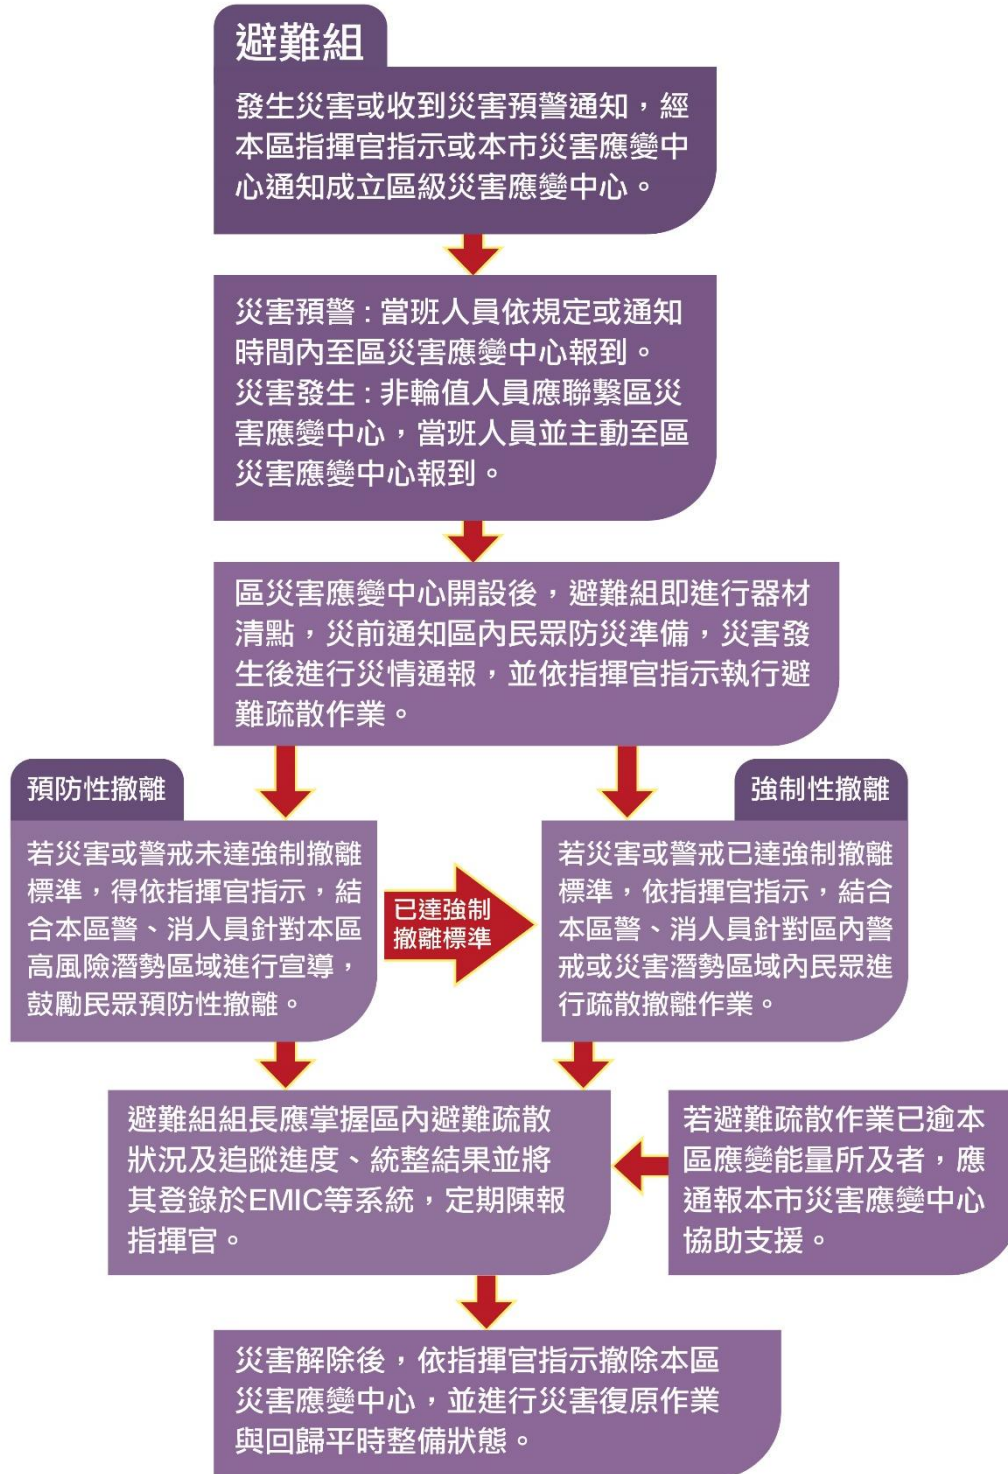 避難組
發生災害或收到災害預警通知，經
本區指揮官指示或本市災害應變中
心通知成立區級災害應變中心。
災害預警：當班人員依規定或通知
時間內至區災害應變中心報到。
災害發生：非輪值人員應聯繫區災
害應變中心，當班人員並主動至區
災害應變中心報到。
區災害應變中心開設後，避難組即進行器材
清點，災前通知區內民眾防災準備，災害發
生後進行災情通報，並依指揮官指示執行避
難疏散作業。
預防性撤離
若災害或警戒未達強制撤離
標準，得依指揮官指示，結
合本區警、消人員針對本區
高風險潛勢區域進行宣導，
鼓勵民眾預防性撤離。
已達強制
撤離標準
強制性撤離
若災害或警戒已達強制撤離
標準，依指揮官指示，結合
本區警、消人員針對區內警
戒或災害潛勢區域內民眾進
行疏散撤離作業。
避難組組長應掌握區內避難疏散
狀況及追蹤進度、統整結果並將
其登錄於EMIC等系統，定期陳報
指揮官。
若避難疏散作業已逾本
區應變能量所及者，應
通報本市災害應變中心
協助支援。
災害解除後，依指揮官指示撤除本區
災害應變中心，並進行災害復原作業
與回歸平時整備狀態。